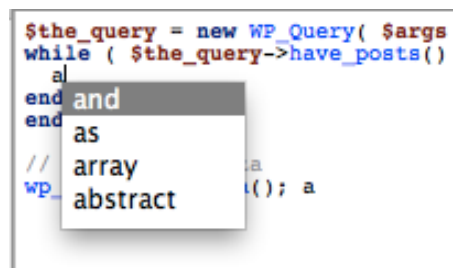 $the_query = new WP_Query( $args
while ( $the_query->have_posts()
a
end and
end as
// array a
wp_ (); a
abstract